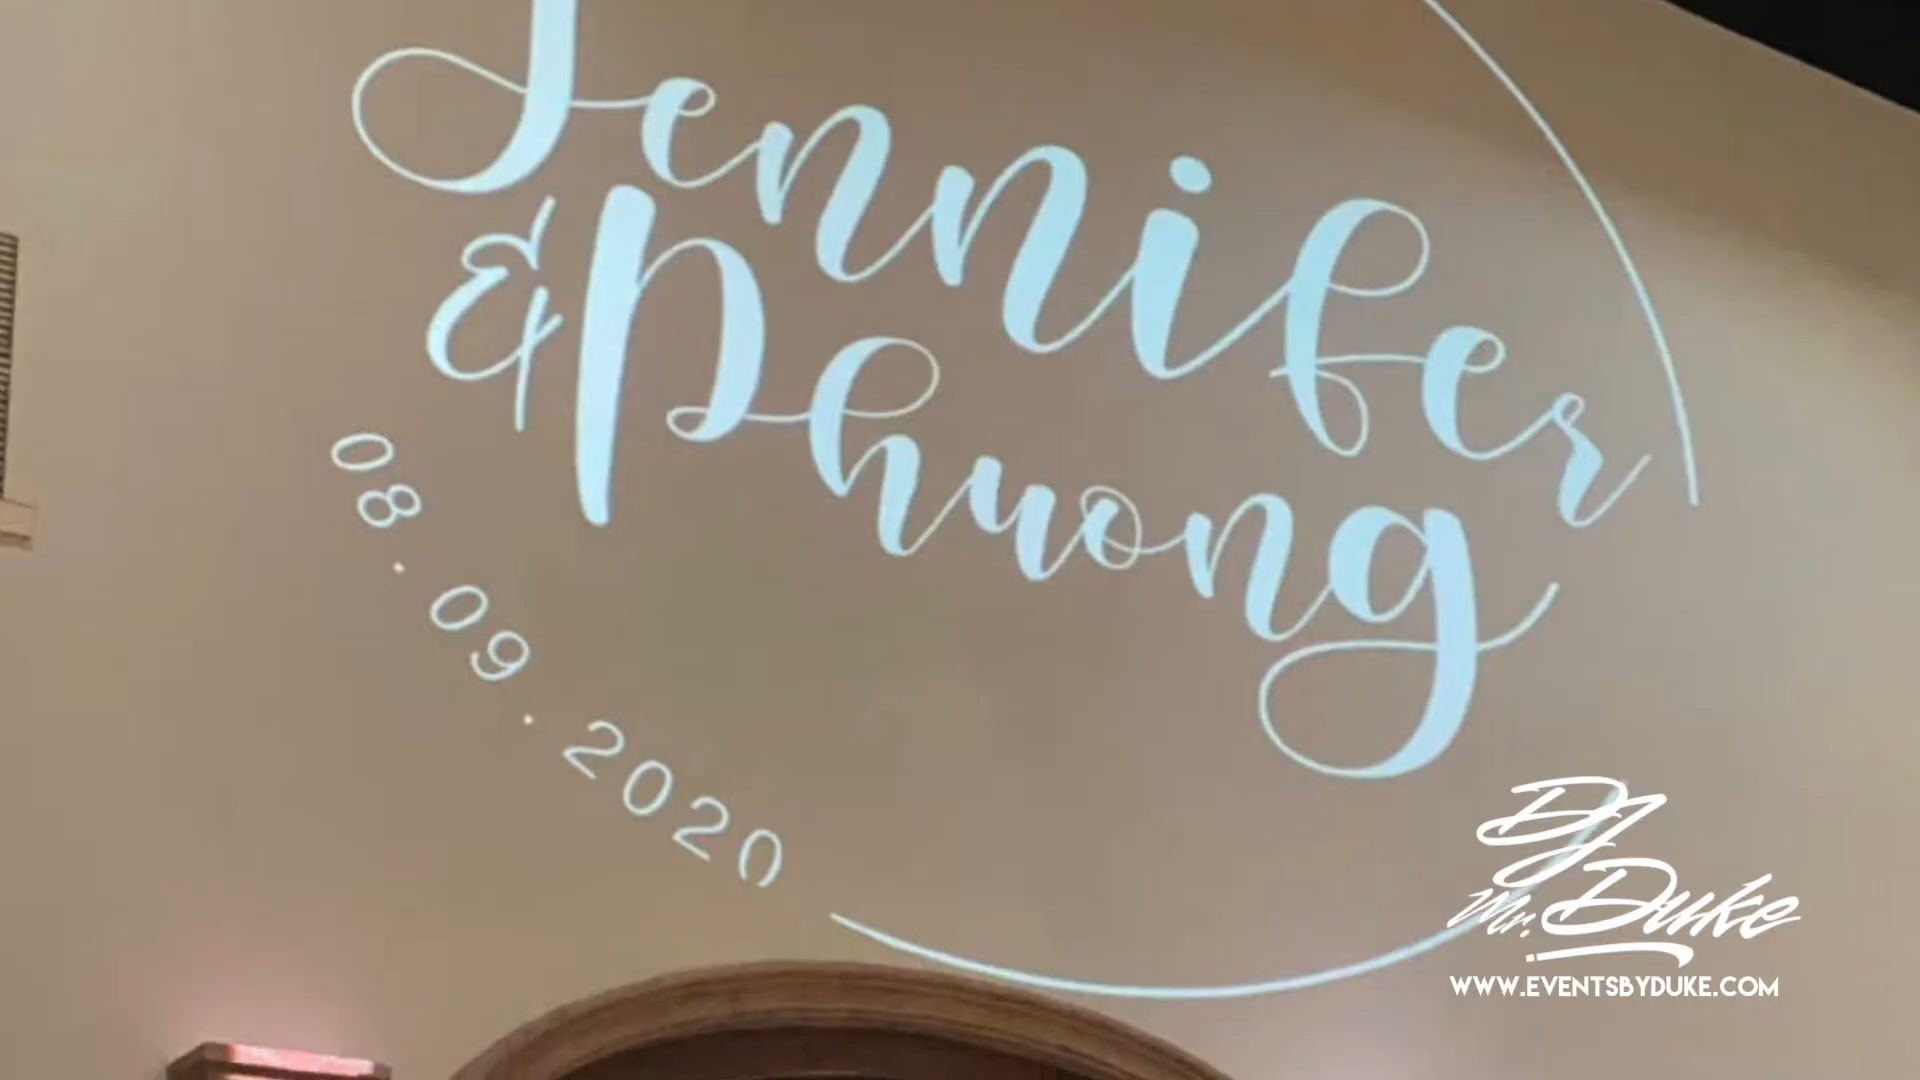 Jennifer
& Phuong
08.09.2020
DJ
Mr. Duke
WWW.EVENTSBYDUKE.COM